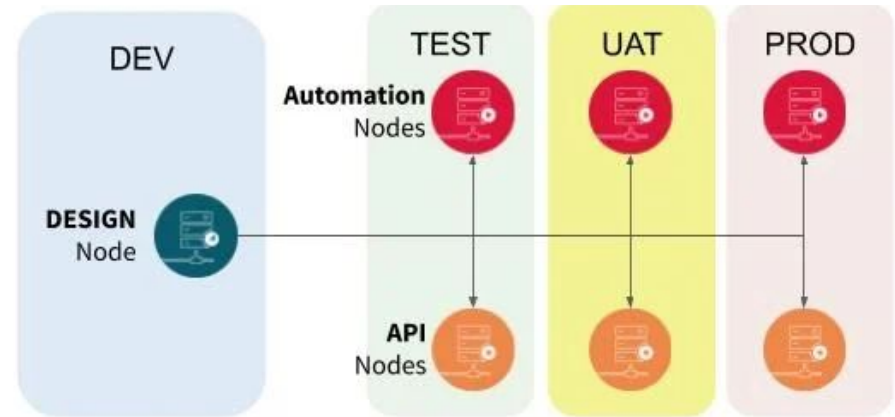 DEV
TEST
UAT
PROD
Automation
Nodes
DESIGN
Node
API
Nodes